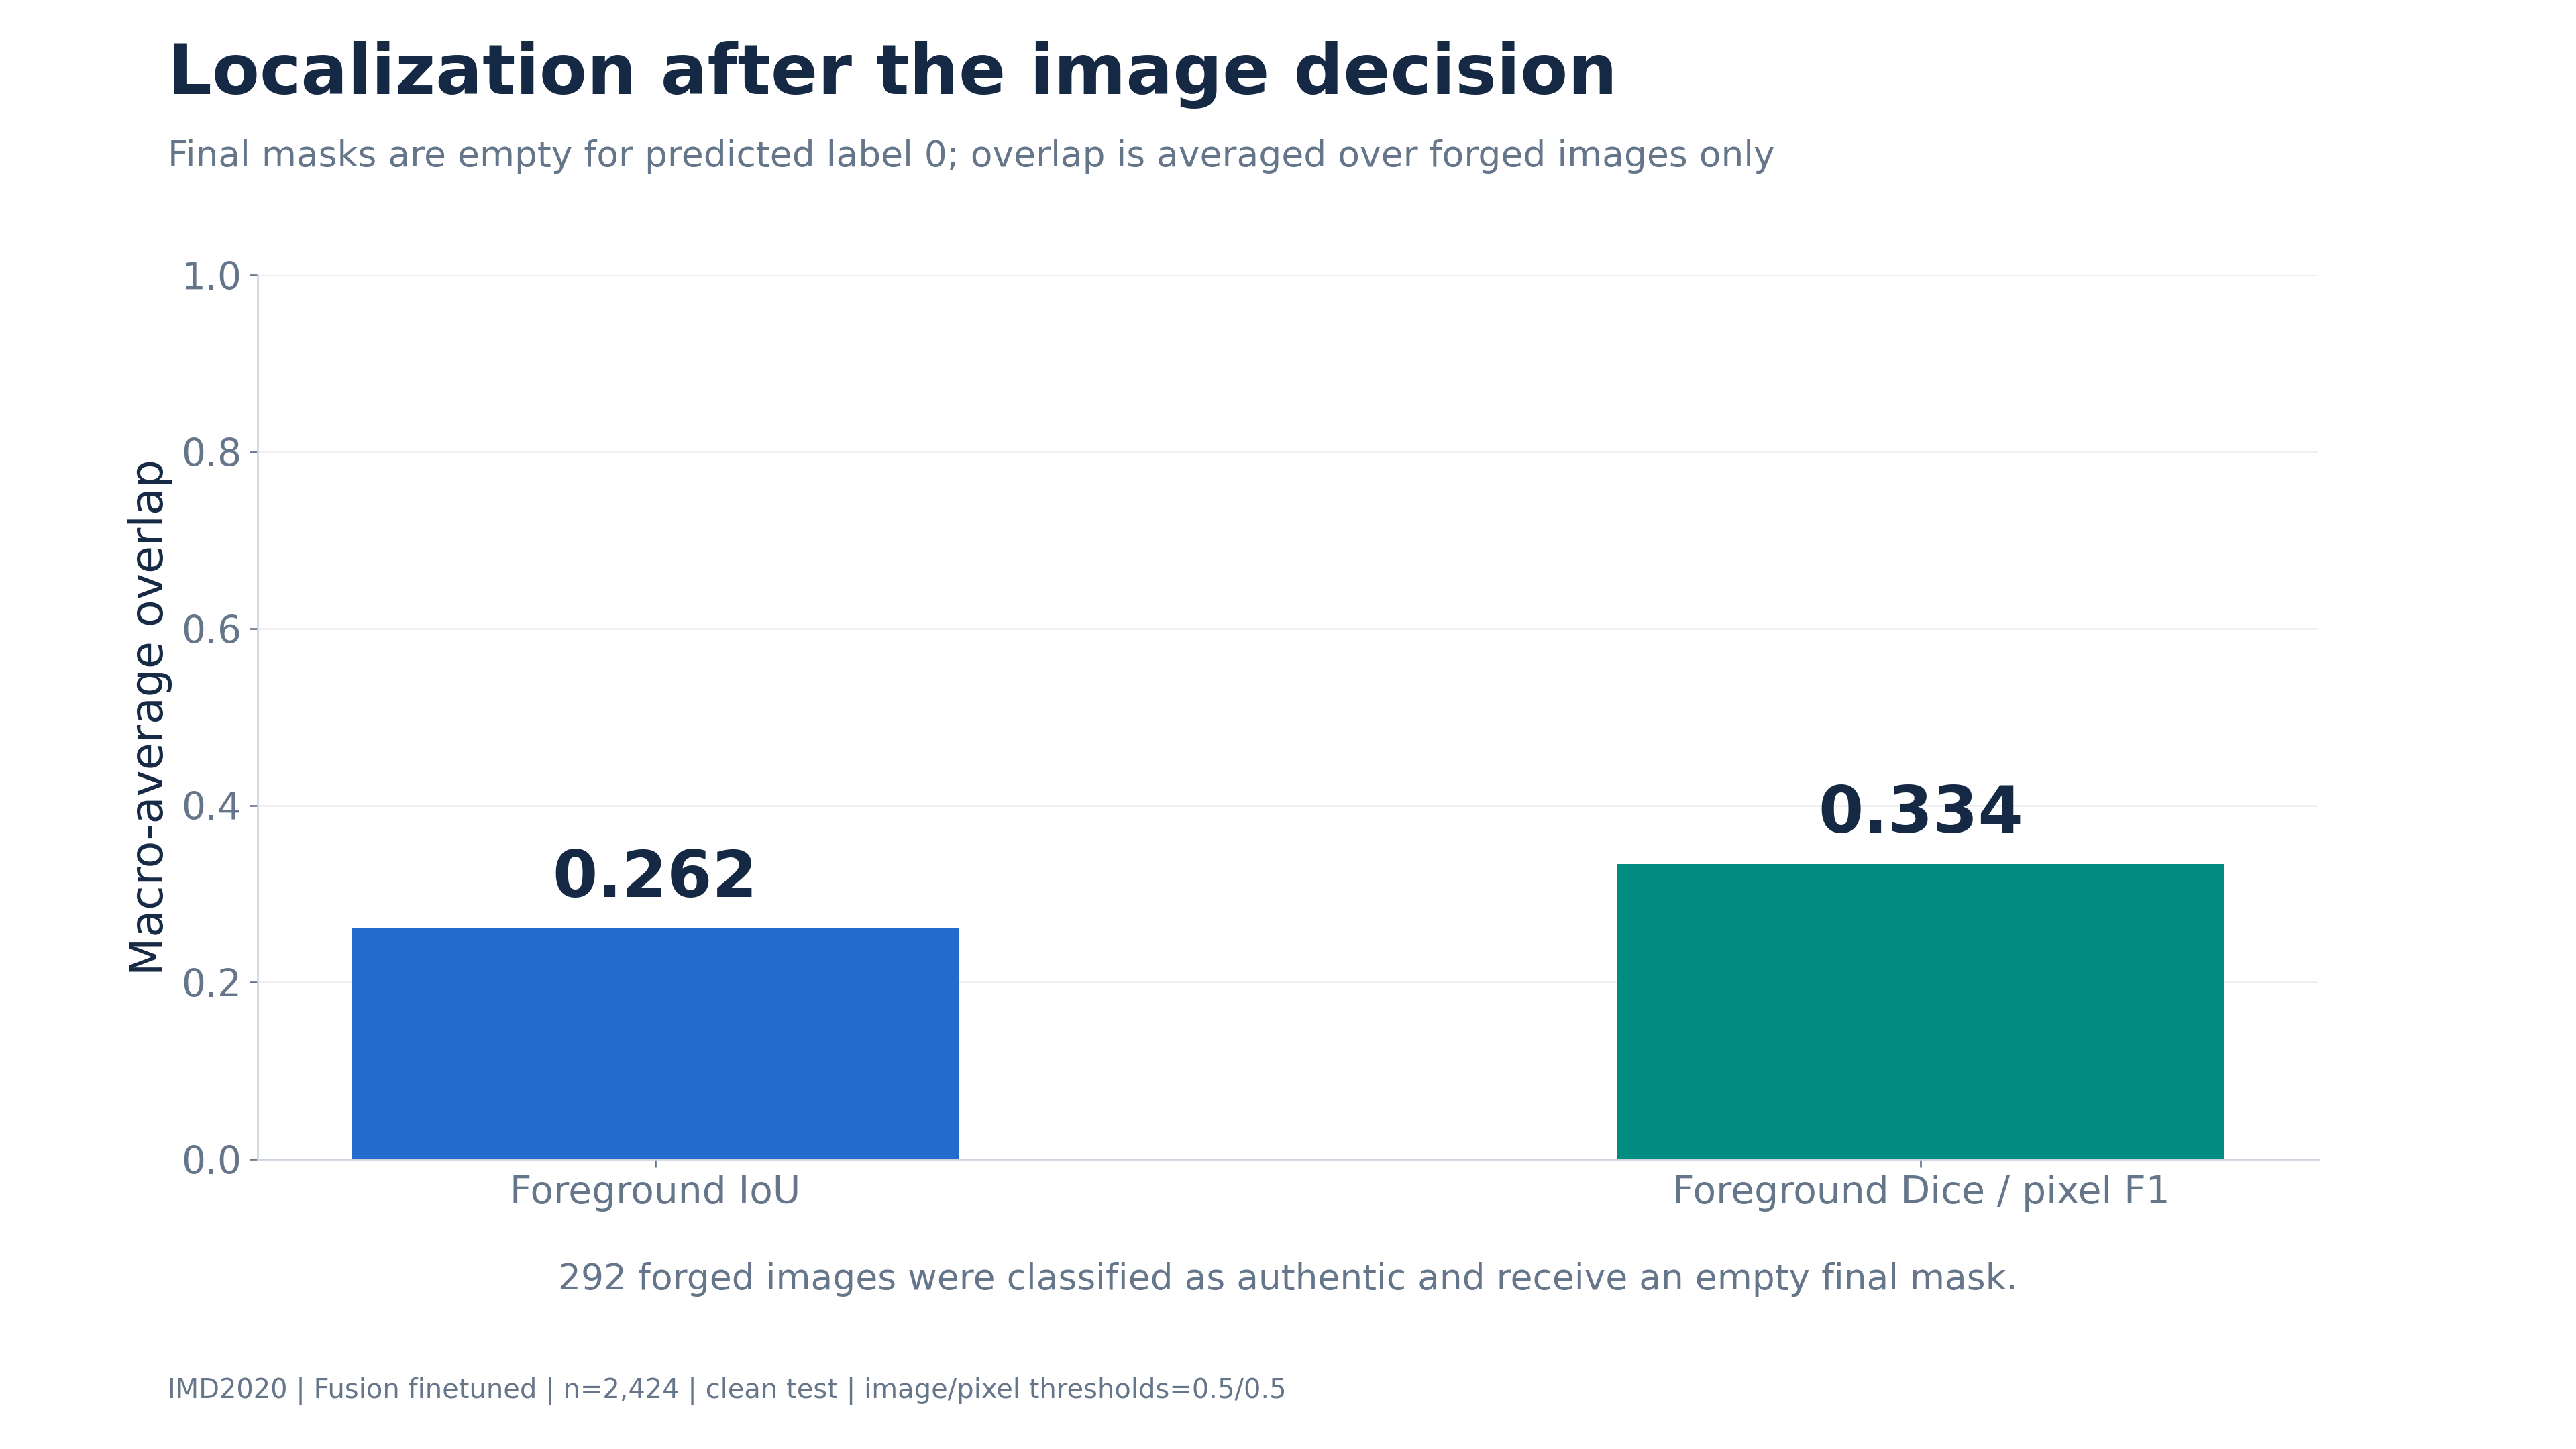 Localization after the image decision
Final masks are empty for predicted label 0; overlap is averaged over forged images only
Macro-average overlap
1.0
0.8
0.6
0.4
0.2
0.0
0.262
0.334
Foreground IoU
Foreground Dice / pixel F1
292 forged images were classified as authentic and receive an empty final mask.
IMD2020 | Fusion finetuned | n=2,424 | clean test | image/pixel thresholds=0.5/0.5